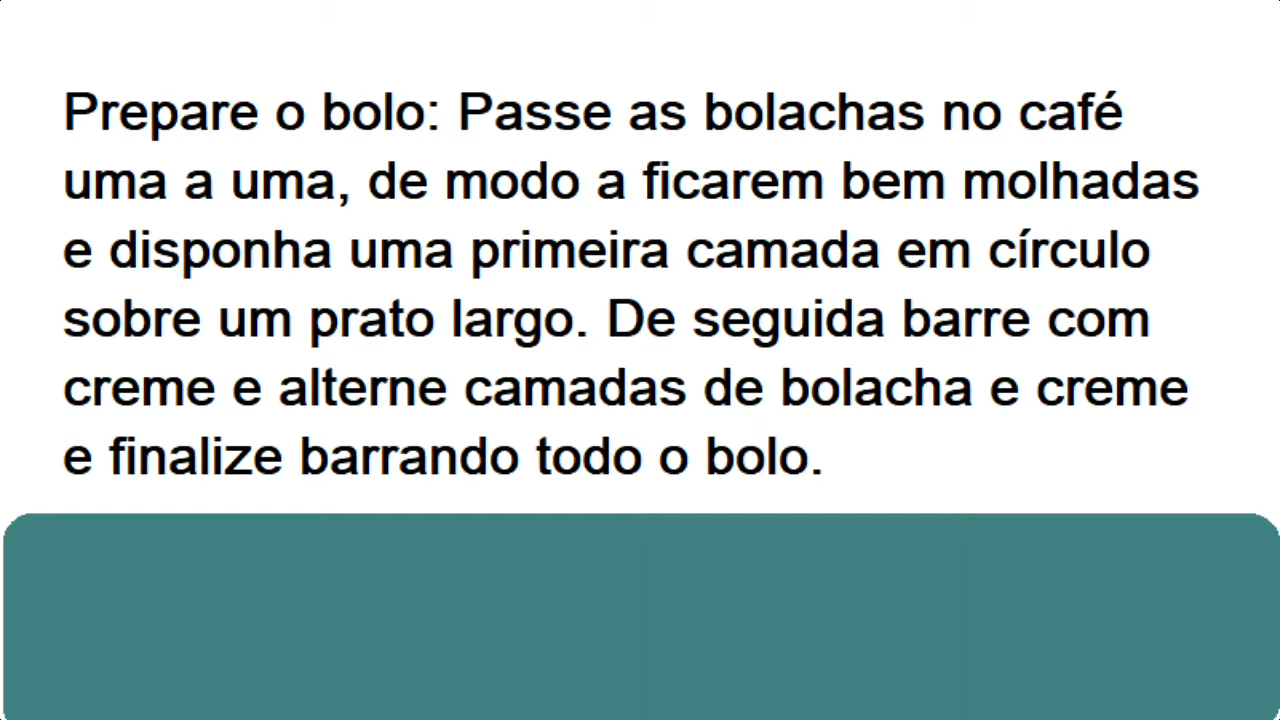 Prepare o bolo: Passe as bolachas no café
uma a uma, de modo a ficarem bem molhadas
e disponha uma primeira camada em círculo
sobre um prato largo. De seguida barre com
creme e alterne camadas de bolacha e creme
e finalize barrando todo o bolo.